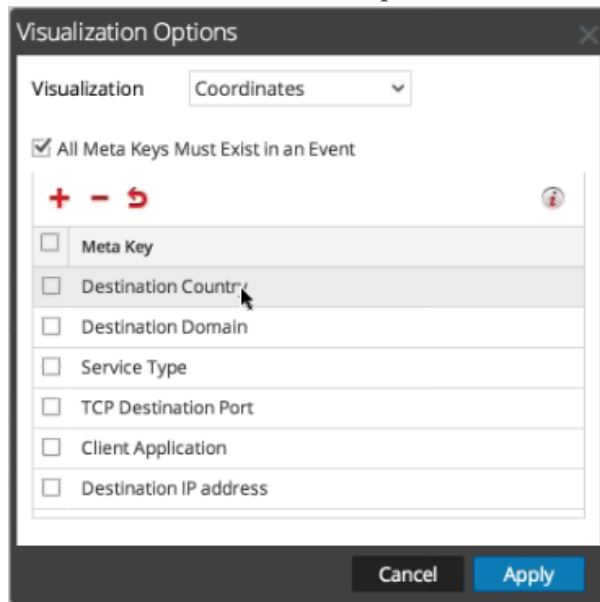 Visualization Options
Visualization Coordinates
All Meta Keys Must Exist in an Event
Meta Key
Destination Country
Destination Domain
Service Type
TCP Destination Port
Client Application
Destination IP address
Cancel Apply